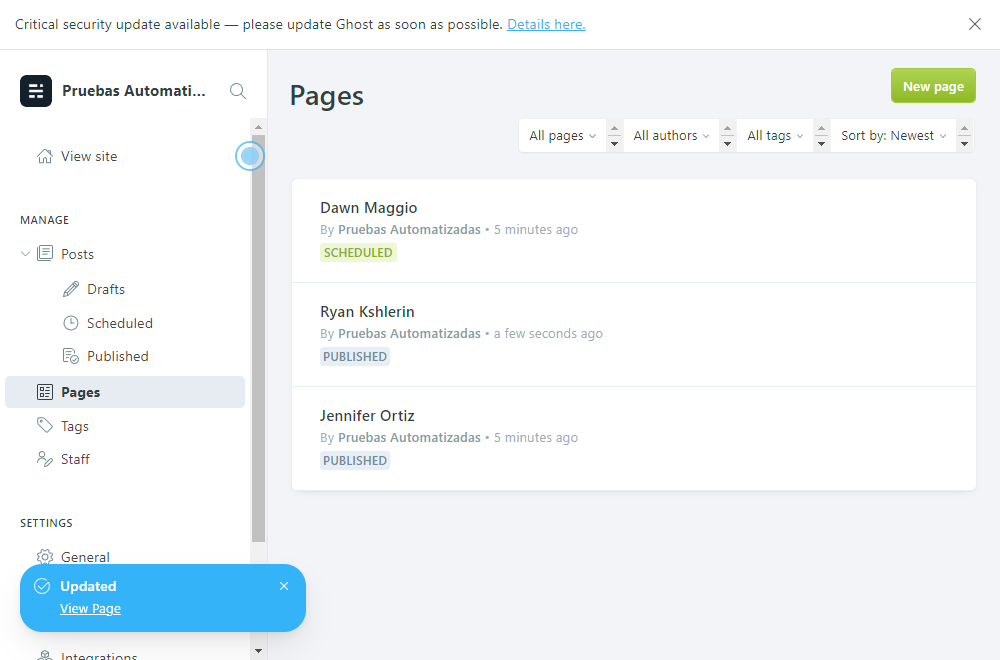 Critical security update available — please update Ghost as soon as possible. Details here.
Pruebas Automati...
View site
MANAGE
Posts
Drafts
Scheduled
Published
Pages
Tags
Staff
SETTINGS
General
Updated
View Page
Integrations
Pages
New page
All pages
All authors
All tags
Sort by: Newest
Dawn Maggio
By Pruebas Automatizadas • 5 minutes ago
SCHEDULED
Ryan Kshlerin
By Pruebas Automatizadas • a few seconds ago
PUBLISHED
Jennifer Ortiz
By Pruebas Automatizadas • 5 minutes ago
PUBLISHED